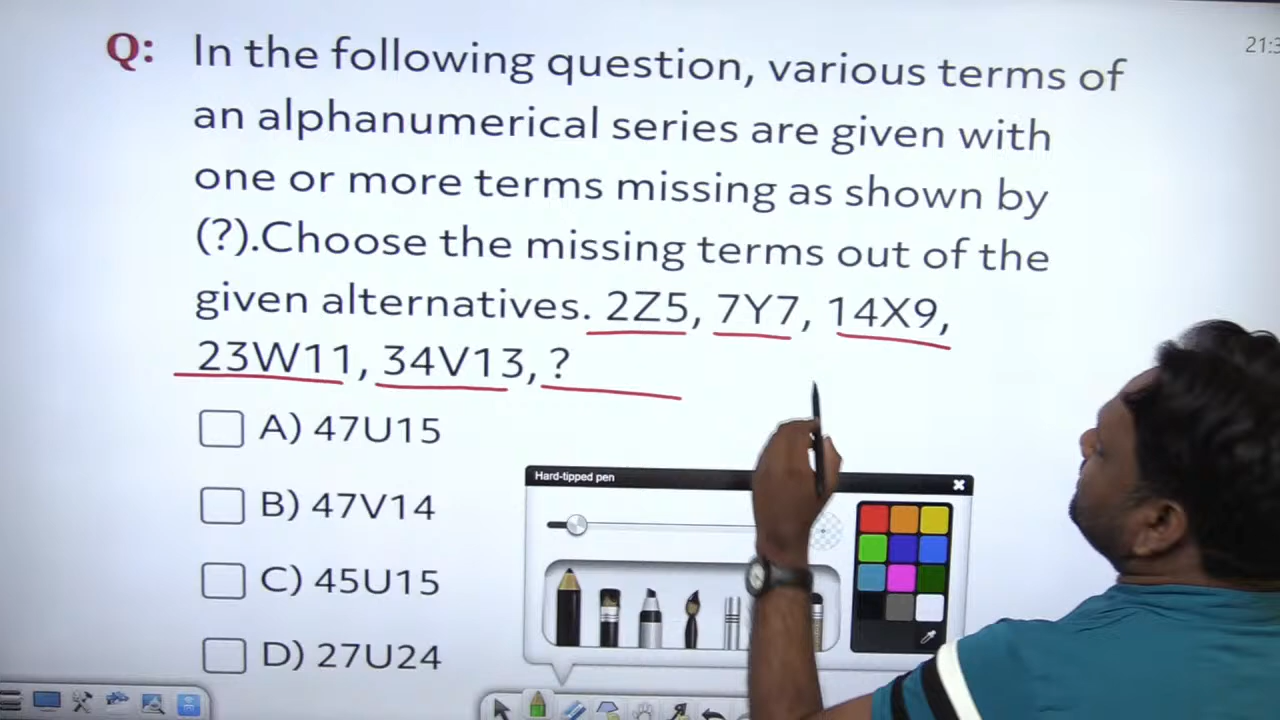 Q: In the following question, various terms of
an alphanumerical series are given with
one or more terms missing as shown by
(?).Choose the missing terms out of the
given alternatives. 2Z5, 7Y7, 14X9,
23W11, 34V13, ?
A) 47U15
B) 47V14
C) 45U15
D) 27U24
Hard-tipped pen